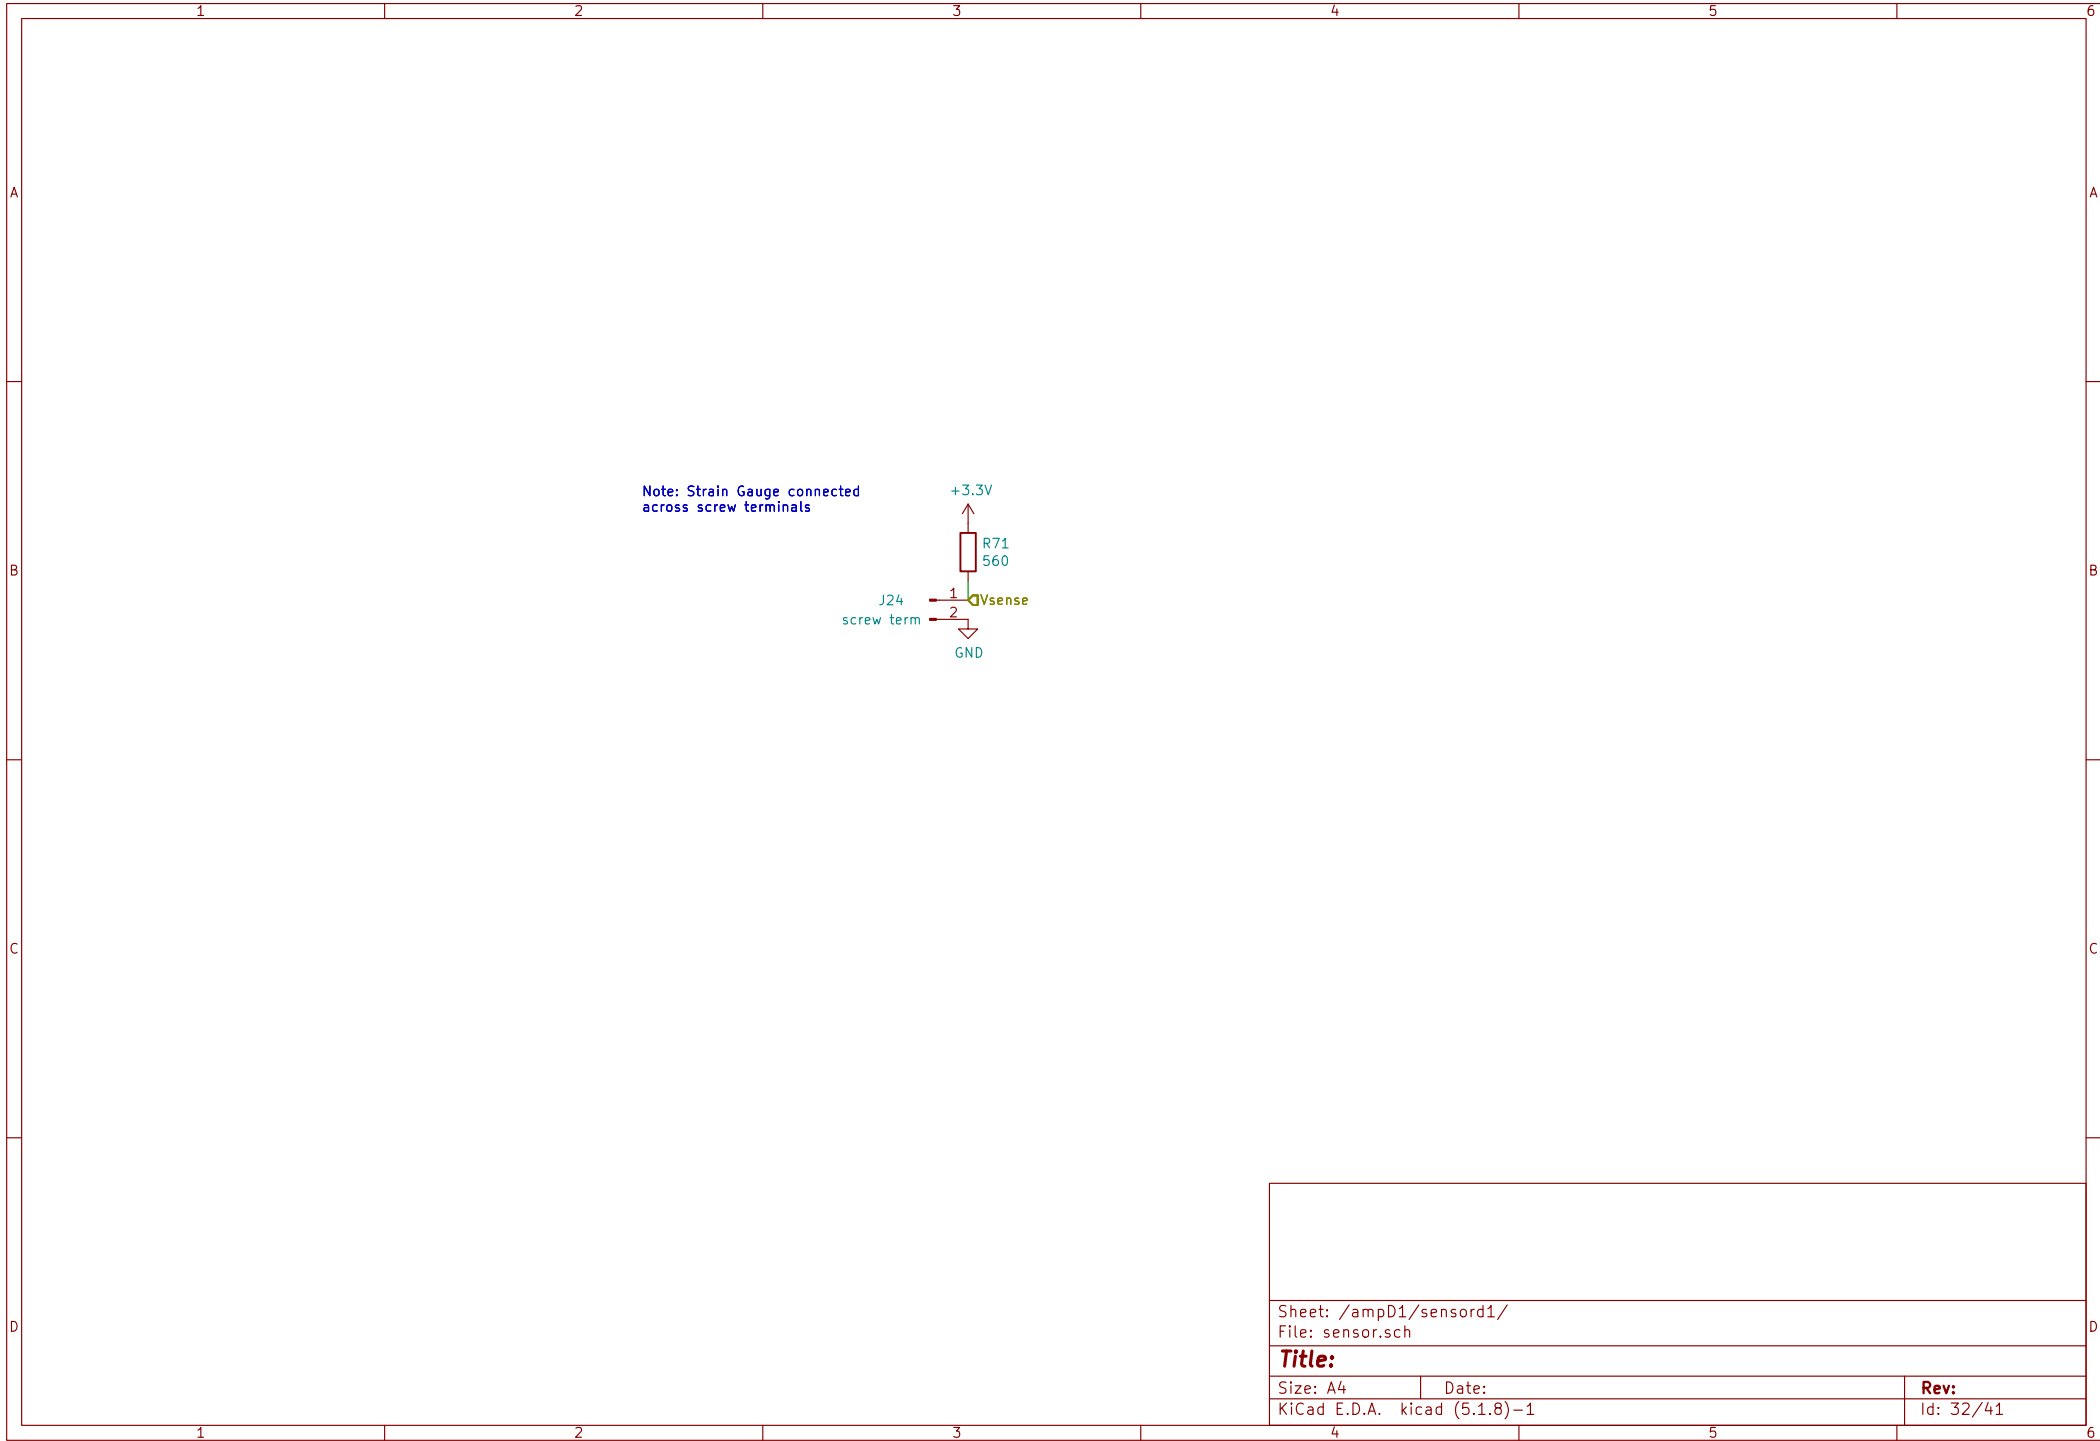 1 2 3 4 5 6
A A
Note: Strain Gauge connected
across screw terminals
+3.3V
R71
560
B B
J24
screw term
1
2
Vsense
GND
C C
Sheet: /ampD1/sensord1/
File: sensor.sch
D D
Title:
Size: A4 Date: Rev:
KiCad E.D.A. kicad (5.1.8)-1 Id: 32/41
1 2 3 4 5 6